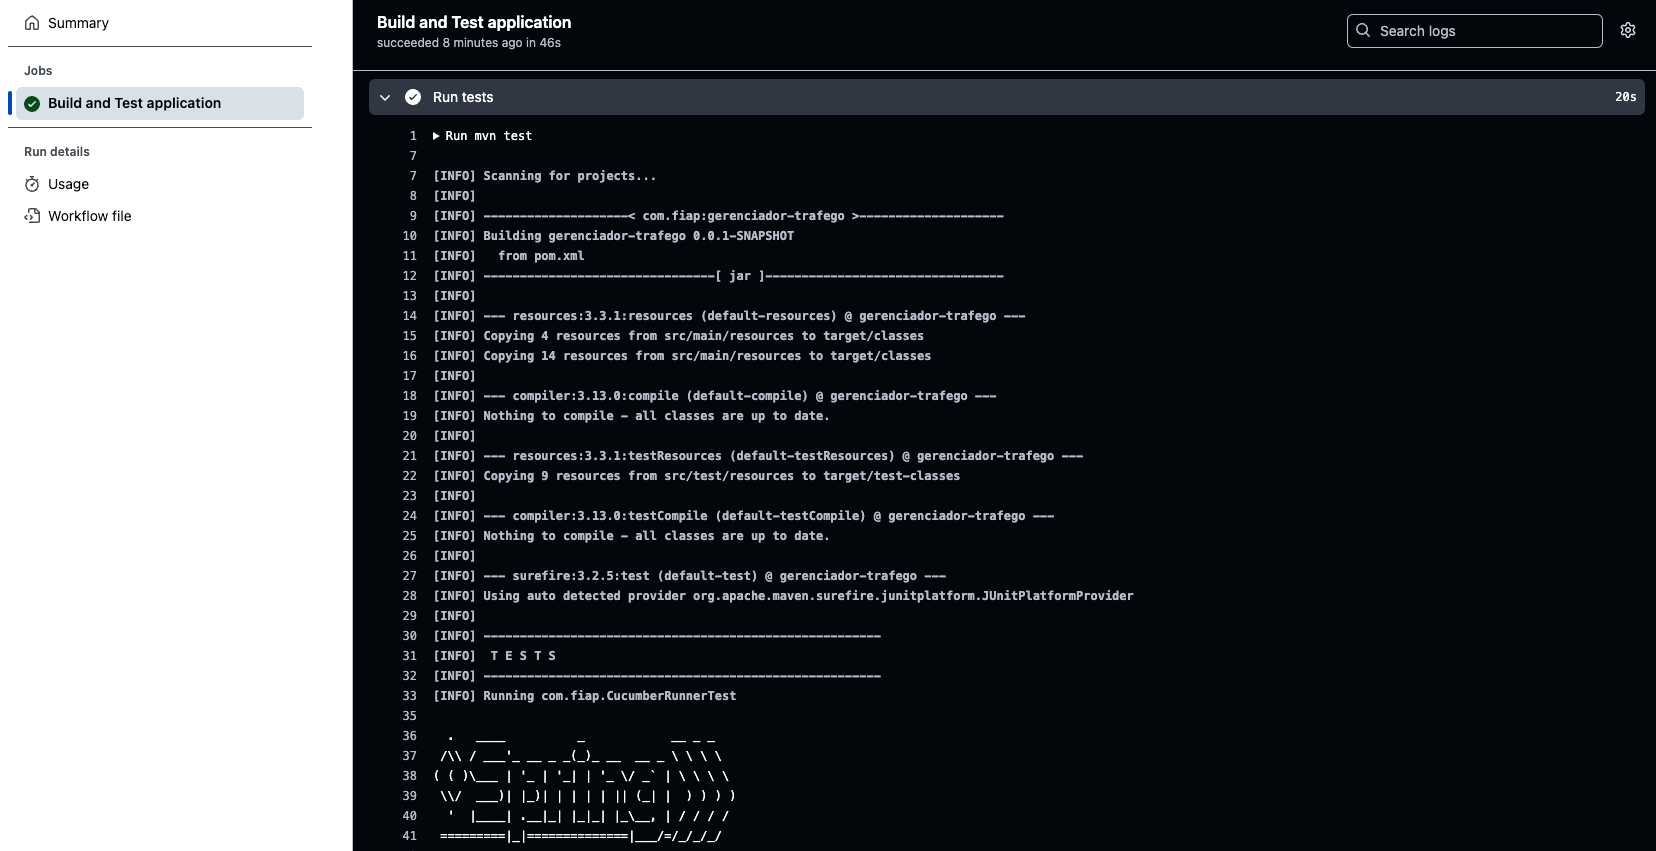 Summary
Jobs
Build and Test application
Run details
Usage
Workflow file
Build and Test application
succeeded 8 minutes ago in 46s
Search logs
Run tests
20s
1 Run mvn test
7
7 [INFO] Scanning for projects...
8 [INFO]
9 [INFO] --------------------< com.fiap:gerenciador-trafego >--------------------
10 [INFO] Building gerenciador-trafego 0.0.1-SNAPSHOT
11 [INFO]   from pom.xml
12 [INFO] --------------------------------[ jar ]---------------------------------
13 [INFO]
14 [INFO] --- resources:3.3.1:resources (default-resources) @ gerenciador-trafego ---
15 [INFO] Copying 4 resources from src/main/resources to target/classes
16 [INFO] Copying 14 resources from src/main/resources to target/classes
17 [INFO]
18 [INFO] --- compiler:3.13.0:compile (default-compile) @ gerenciador-trafego ---
19 [INFO] Nothing to compile - all classes are up to date.
20 [INFO]
21 [INFO] --- resources:3.3.1:testResources (default-testResources) @ gerenciador-trafego ---
22 [INFO] Copying 9 resources from src/test/resources to target/test-classes
23 [INFO]
24 [INFO] --- compiler:3.13.0:testCompile (default-testCompile) @ gerenciador-trafego ---
25 [INFO] Nothing to compile - all classes are up to date.
26 [INFO]
27 [INFO] --- surefire:3.2.5:test (default-test) @ gerenciador-trafego ---
28 [INFO] Using auto detected provider org.apache.maven.surefire.junitplatform.JUnitPlatformProvider
29 [INFO]
30 [INFO] -------------------------------------------------------
31 [INFO]  T E S T S
32 [INFO] -------------------------------------------------------
33 [INFO] Running com.fiap.CucumberRunnerTest
35
36   .   ____          _            __ _ _
37  /\\ / ___'_ __ _ _(_)_ __  __ _ \ \ \ \
38 ( ( )\___ | '_ | '_| | '_ \/ _` | \ \ \ \
39  \\/  ___)| |_)| | | | | || (_| |  ) ) ) )
40   '  |____| .__|_| |_|_| |_\__, | / / / /
41  =========|_|==============|___/=/_/_/_/